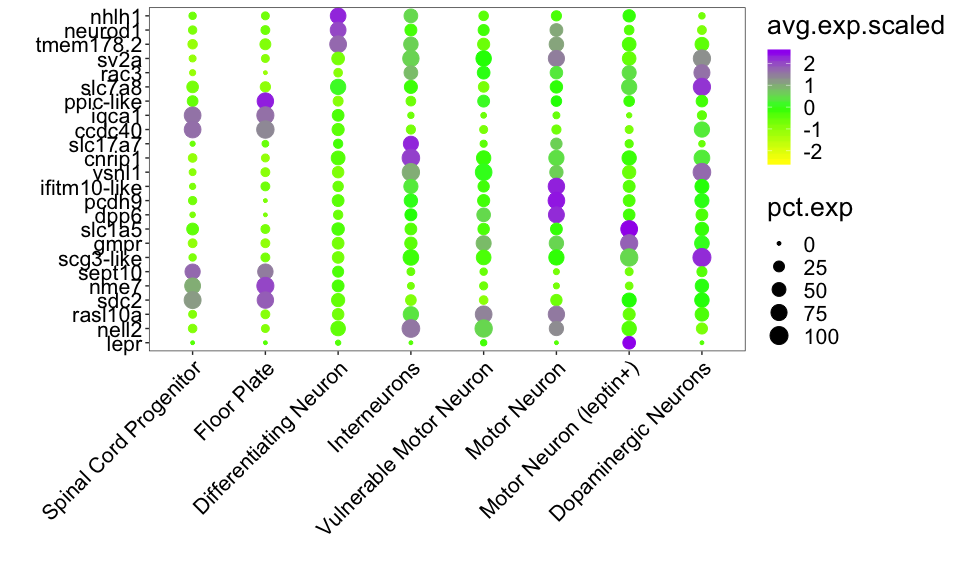 nhlh1
neurod1
tmem178.2
sv2a
rac3
slc7a8
ppic-like
iqca1
ccdc40
slc17.a7
cnrip1
vsnl1
ifitm10-like
pcdh9
dpp6
slc1a5
gmpr
scg3-like
sept10
nme7
sdc2
rasl10a
nell2
lepr
Spinal Cord Progenitor
Floor Plate
Differentiating Neuron
Interneurons
Vulnerable Motor Neuron
Motor Neuron
Motor Neuron (leptin+)
Dopaminergic Neurons
avg.exp.scaled
2
1
0
-1
-2
pct.exp
0
25
50
75
100